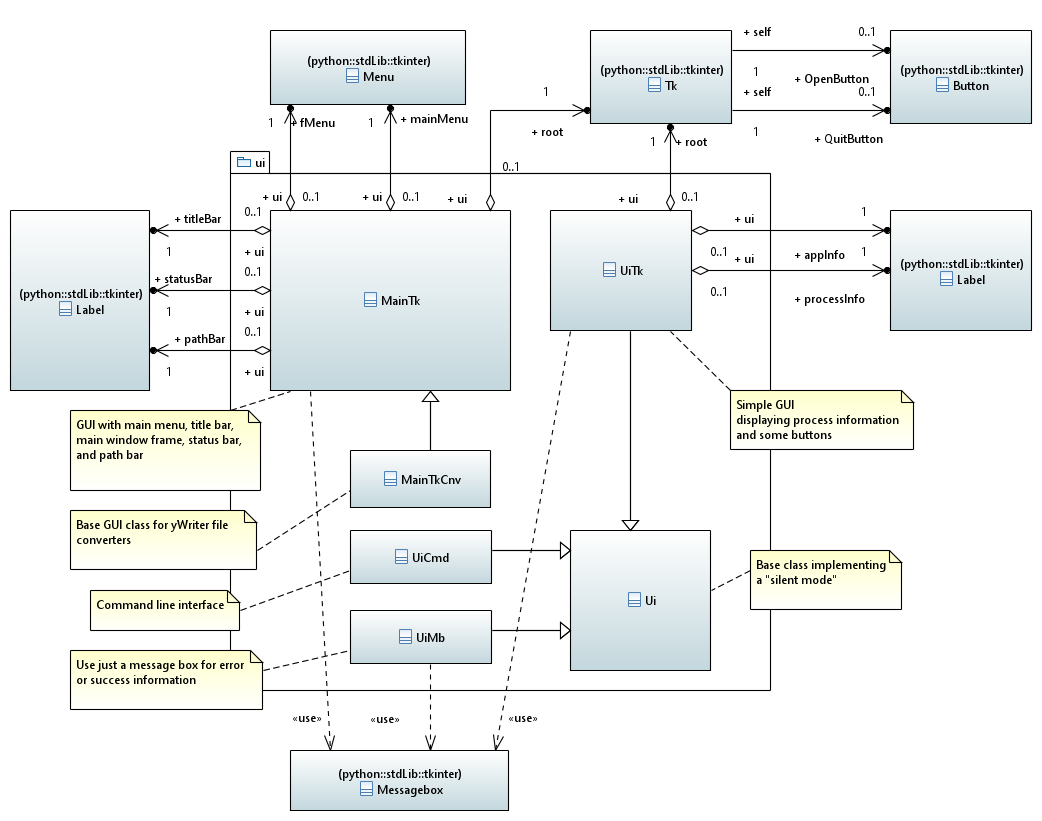 (python::stdLib::tkinter)
Menu
(python::stdLib::tkinter)
Tk
(python::stdLib::tkinter)
Button
+ self
0..1
1
+ OpenButton
+ self
0..1
1
+ QuitButton
1
+ fMenu
1
+ mainMenu
1
+ root
1
+ root
ui
0..1
+ ui
0..1
+ ui
0..1
+ ui
+ ui
0..1
(python::stdLib::tkinter)
Label
+ titleBar
0..1
1
+ ui
+ statusBar
0..1
1
+ ui
+ pathBar
0..1
1
+ ui
MainTk
UiTk
+ ui
1
0..1
+ appInfo
+ ui
1
0..1
+ processInfo
(python::stdLib::tkinter)
Label
GUI with main menu, title bar,
main window frame, status bar,
and path bar
Simple GUI
displaying process information
and some buttons
MainTkCnv
Base GUI class for yWriter file
converters
UiCmd
Ui
Base class implementing
a "silent mode"
Command line interface
UiMb
Use just a message box for error
or success information
«use»
«use»
«use»
(python::stdLib::tkinter)
Messagebox